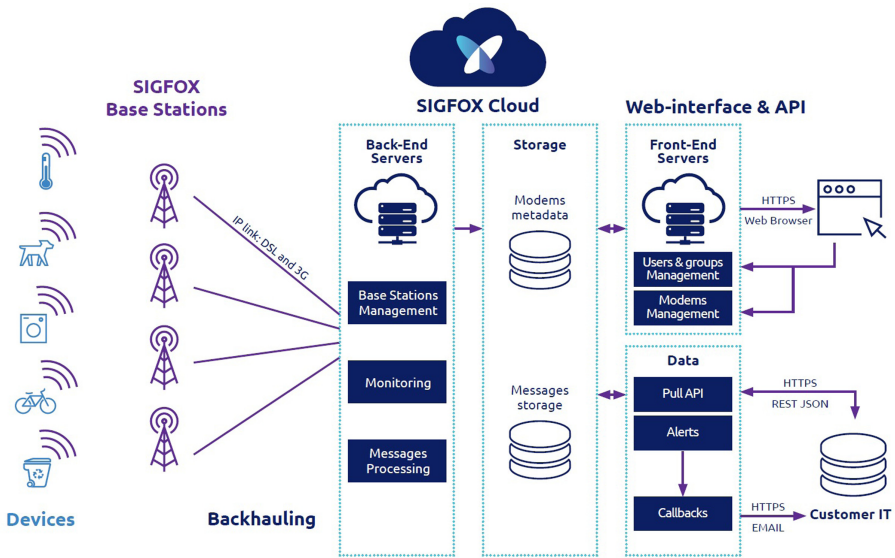 SIGFOX
Base Stations
SIGFOX Cloud
Web-interface & API
Back-End
Servers
Storage
Front-End
Servers
Modems
metadata
HTTPS
Web Browser
IP link: DSL and 3G
Users & groups
Management
Base Stations
Management
Modems
Management
Data
Monitoring
Messages
storage
Pull API
HTTPS
REST JSON
Alerts
Messages
Processing
Callbacks
HTTPS
EMAIL
Customer IT
Devices
Backhauling